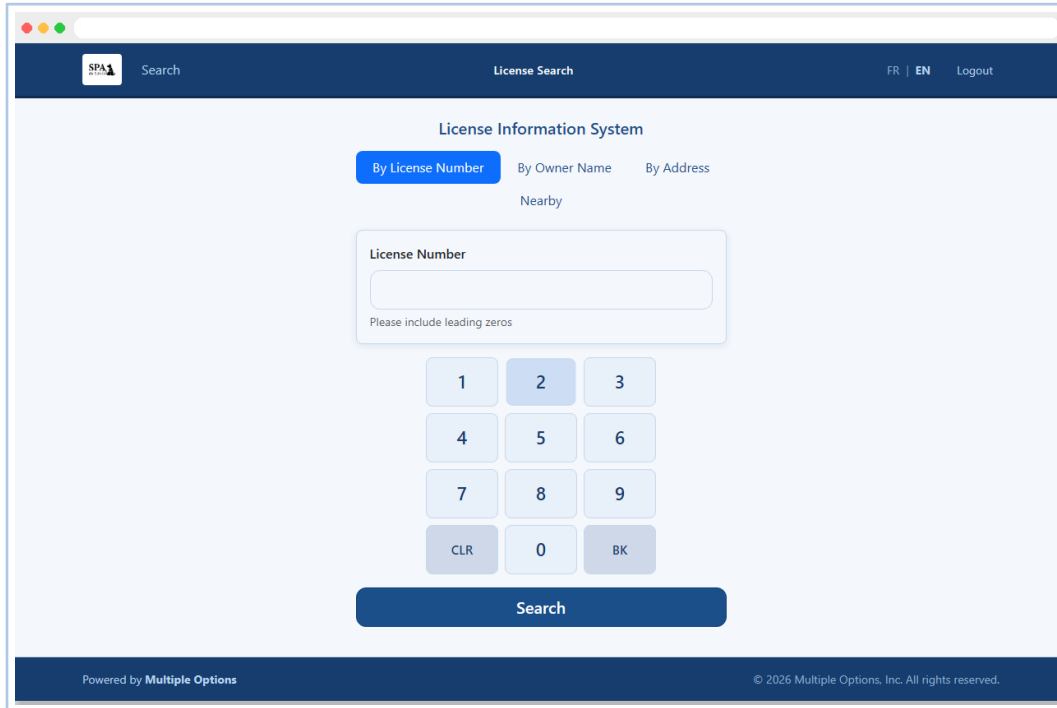 SPA
Search
License Search
FR | EN
Logout
License Information System
By License Number
By Owner Name
By Address
Nearby
License Number
Please include leading zeros
1 2 3
4 5 6
7 8 9
CLR 0 BK
Search
Powered by Multiple Options
© 2026 Multiple Options, Inc. All rights reserved.